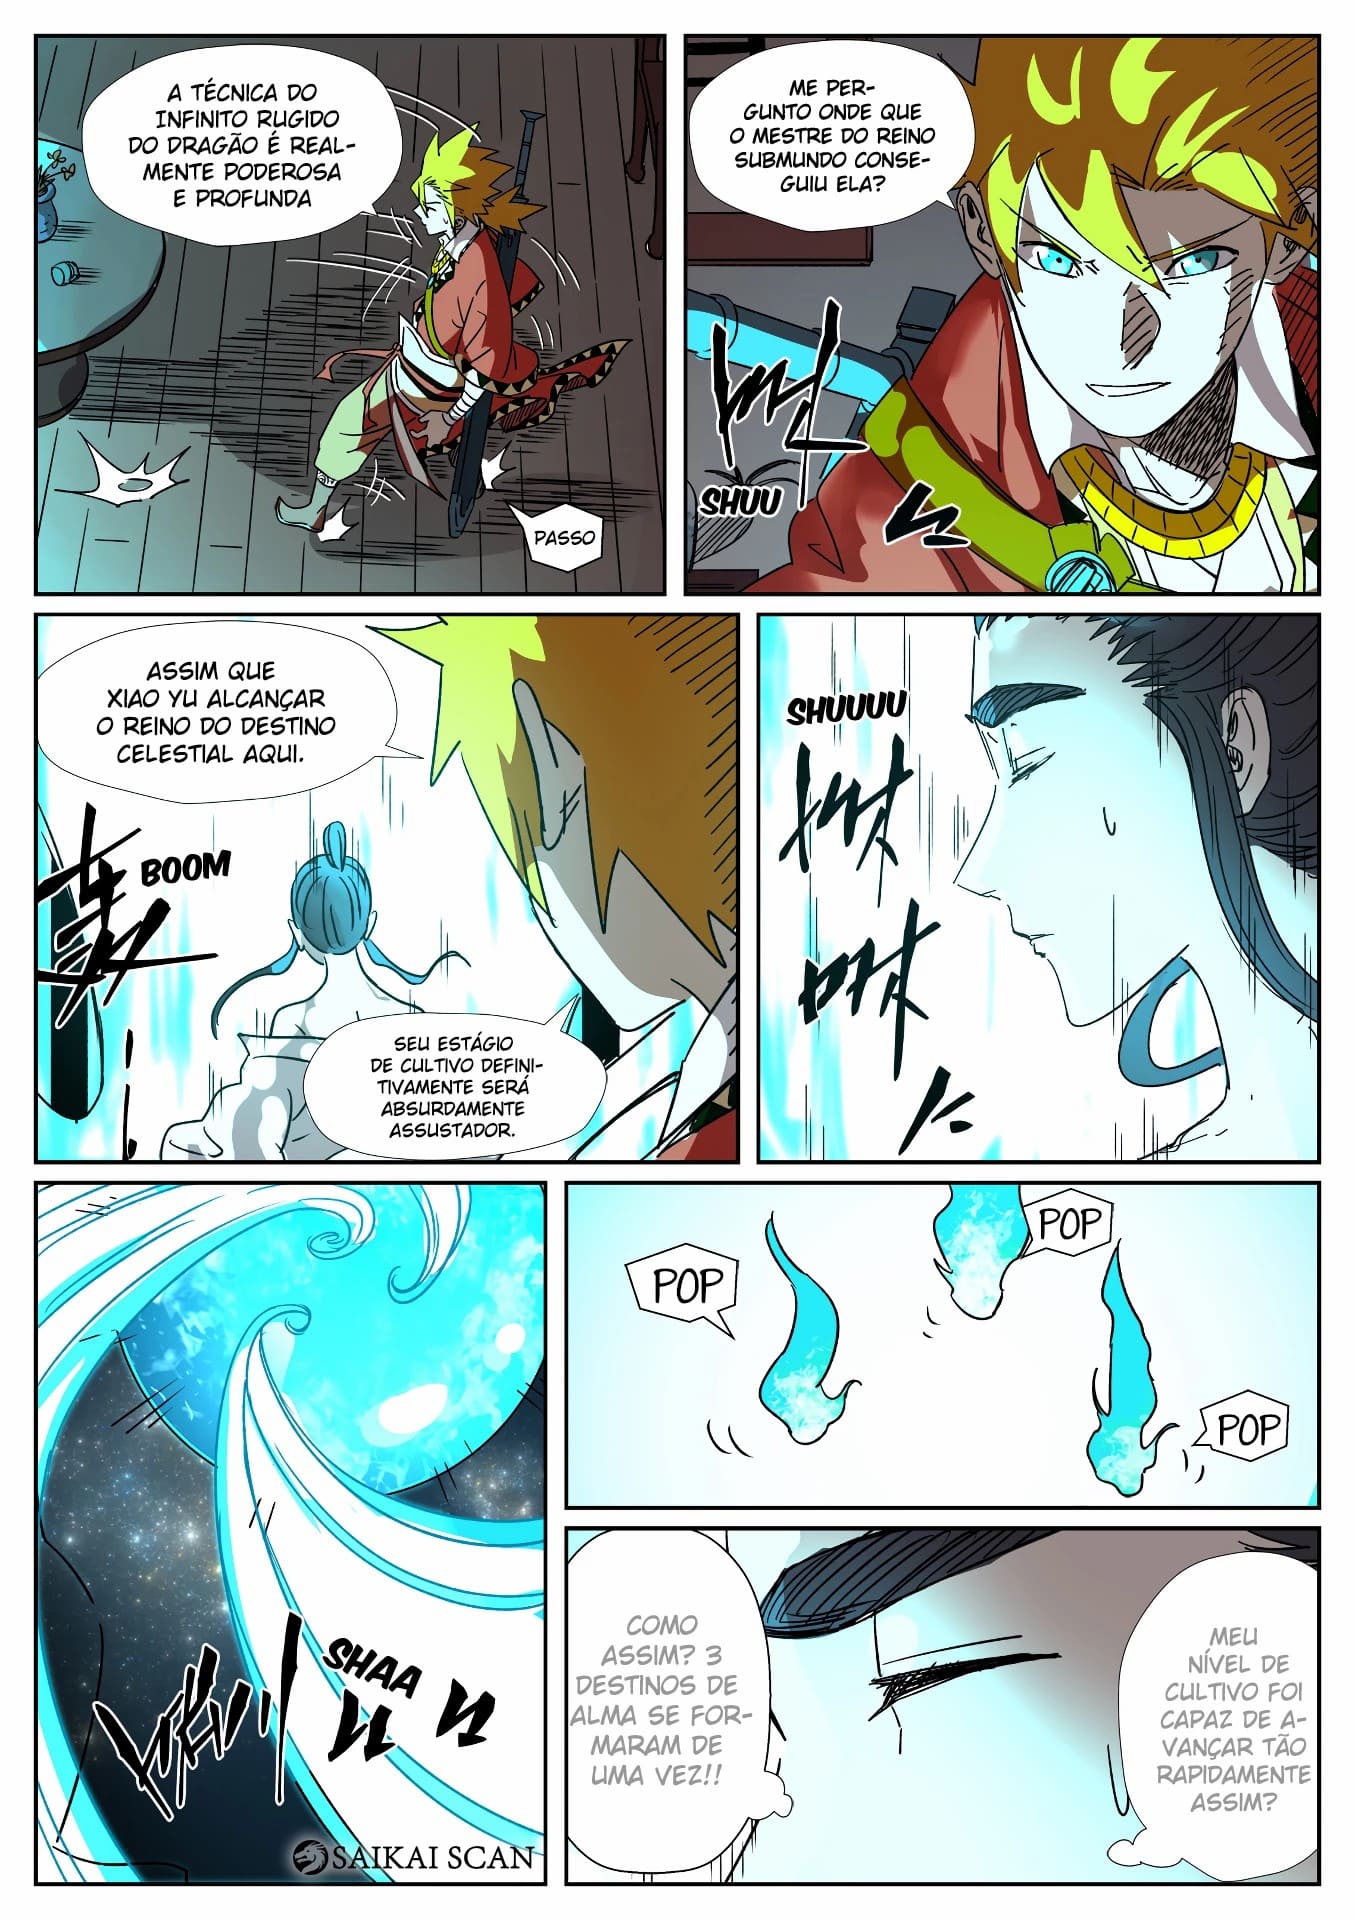 A TÉCNICA DO
INFINITO RUGIDO
DO DRAGÃO É REAL-
MENTE PODEROSA
E PROFUNDA
PASSO
ME PER-
GUNTO ONDE QUE
O MESTRE DO REINO
SUBMUNDO CONSE-
GUIU ELA?
SHUU
ASSIM QUE
XIAO YU ALCANÇAR
O REINO DO DESTINO
CELESTIAL AQUI.
BOOM
SEU ESTÁGIO
DE CULTIVO DEFINI-
TIVAMENTE SERÁ
ABSURDAMENTE
ASSUSTADOR.
SHUUUU
SHAA
POP
POP
POP
COMO
ASSIM? 3
DESTINOS DE
ALMA SE FOR-
MARAM DE
UMA VEZ!!
MEU
NÍVEL DE
CULTIVO FOI
CAPAZ DE A-
VANÇAR TÃO
RAPIDAMENTE
ASSIM?
SAIKAI SCAN